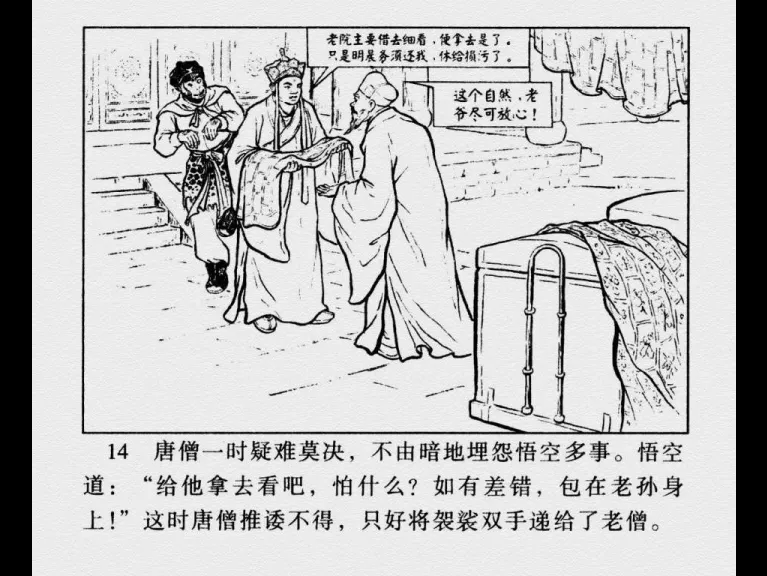 老院主要借去细看，便拿去是了。
只是明晨务须还我，休给损污了。
这个自然，老
爷尽可放心！
14 唐僧一时疑难莫决，不由暗地埋怨悟空多事。悟空
道：“给他拿去看吧，怕什么？如有差错，包在老孙身
上！”这时唐僧推诿不得，只好将袈裟双手递给了老僧。